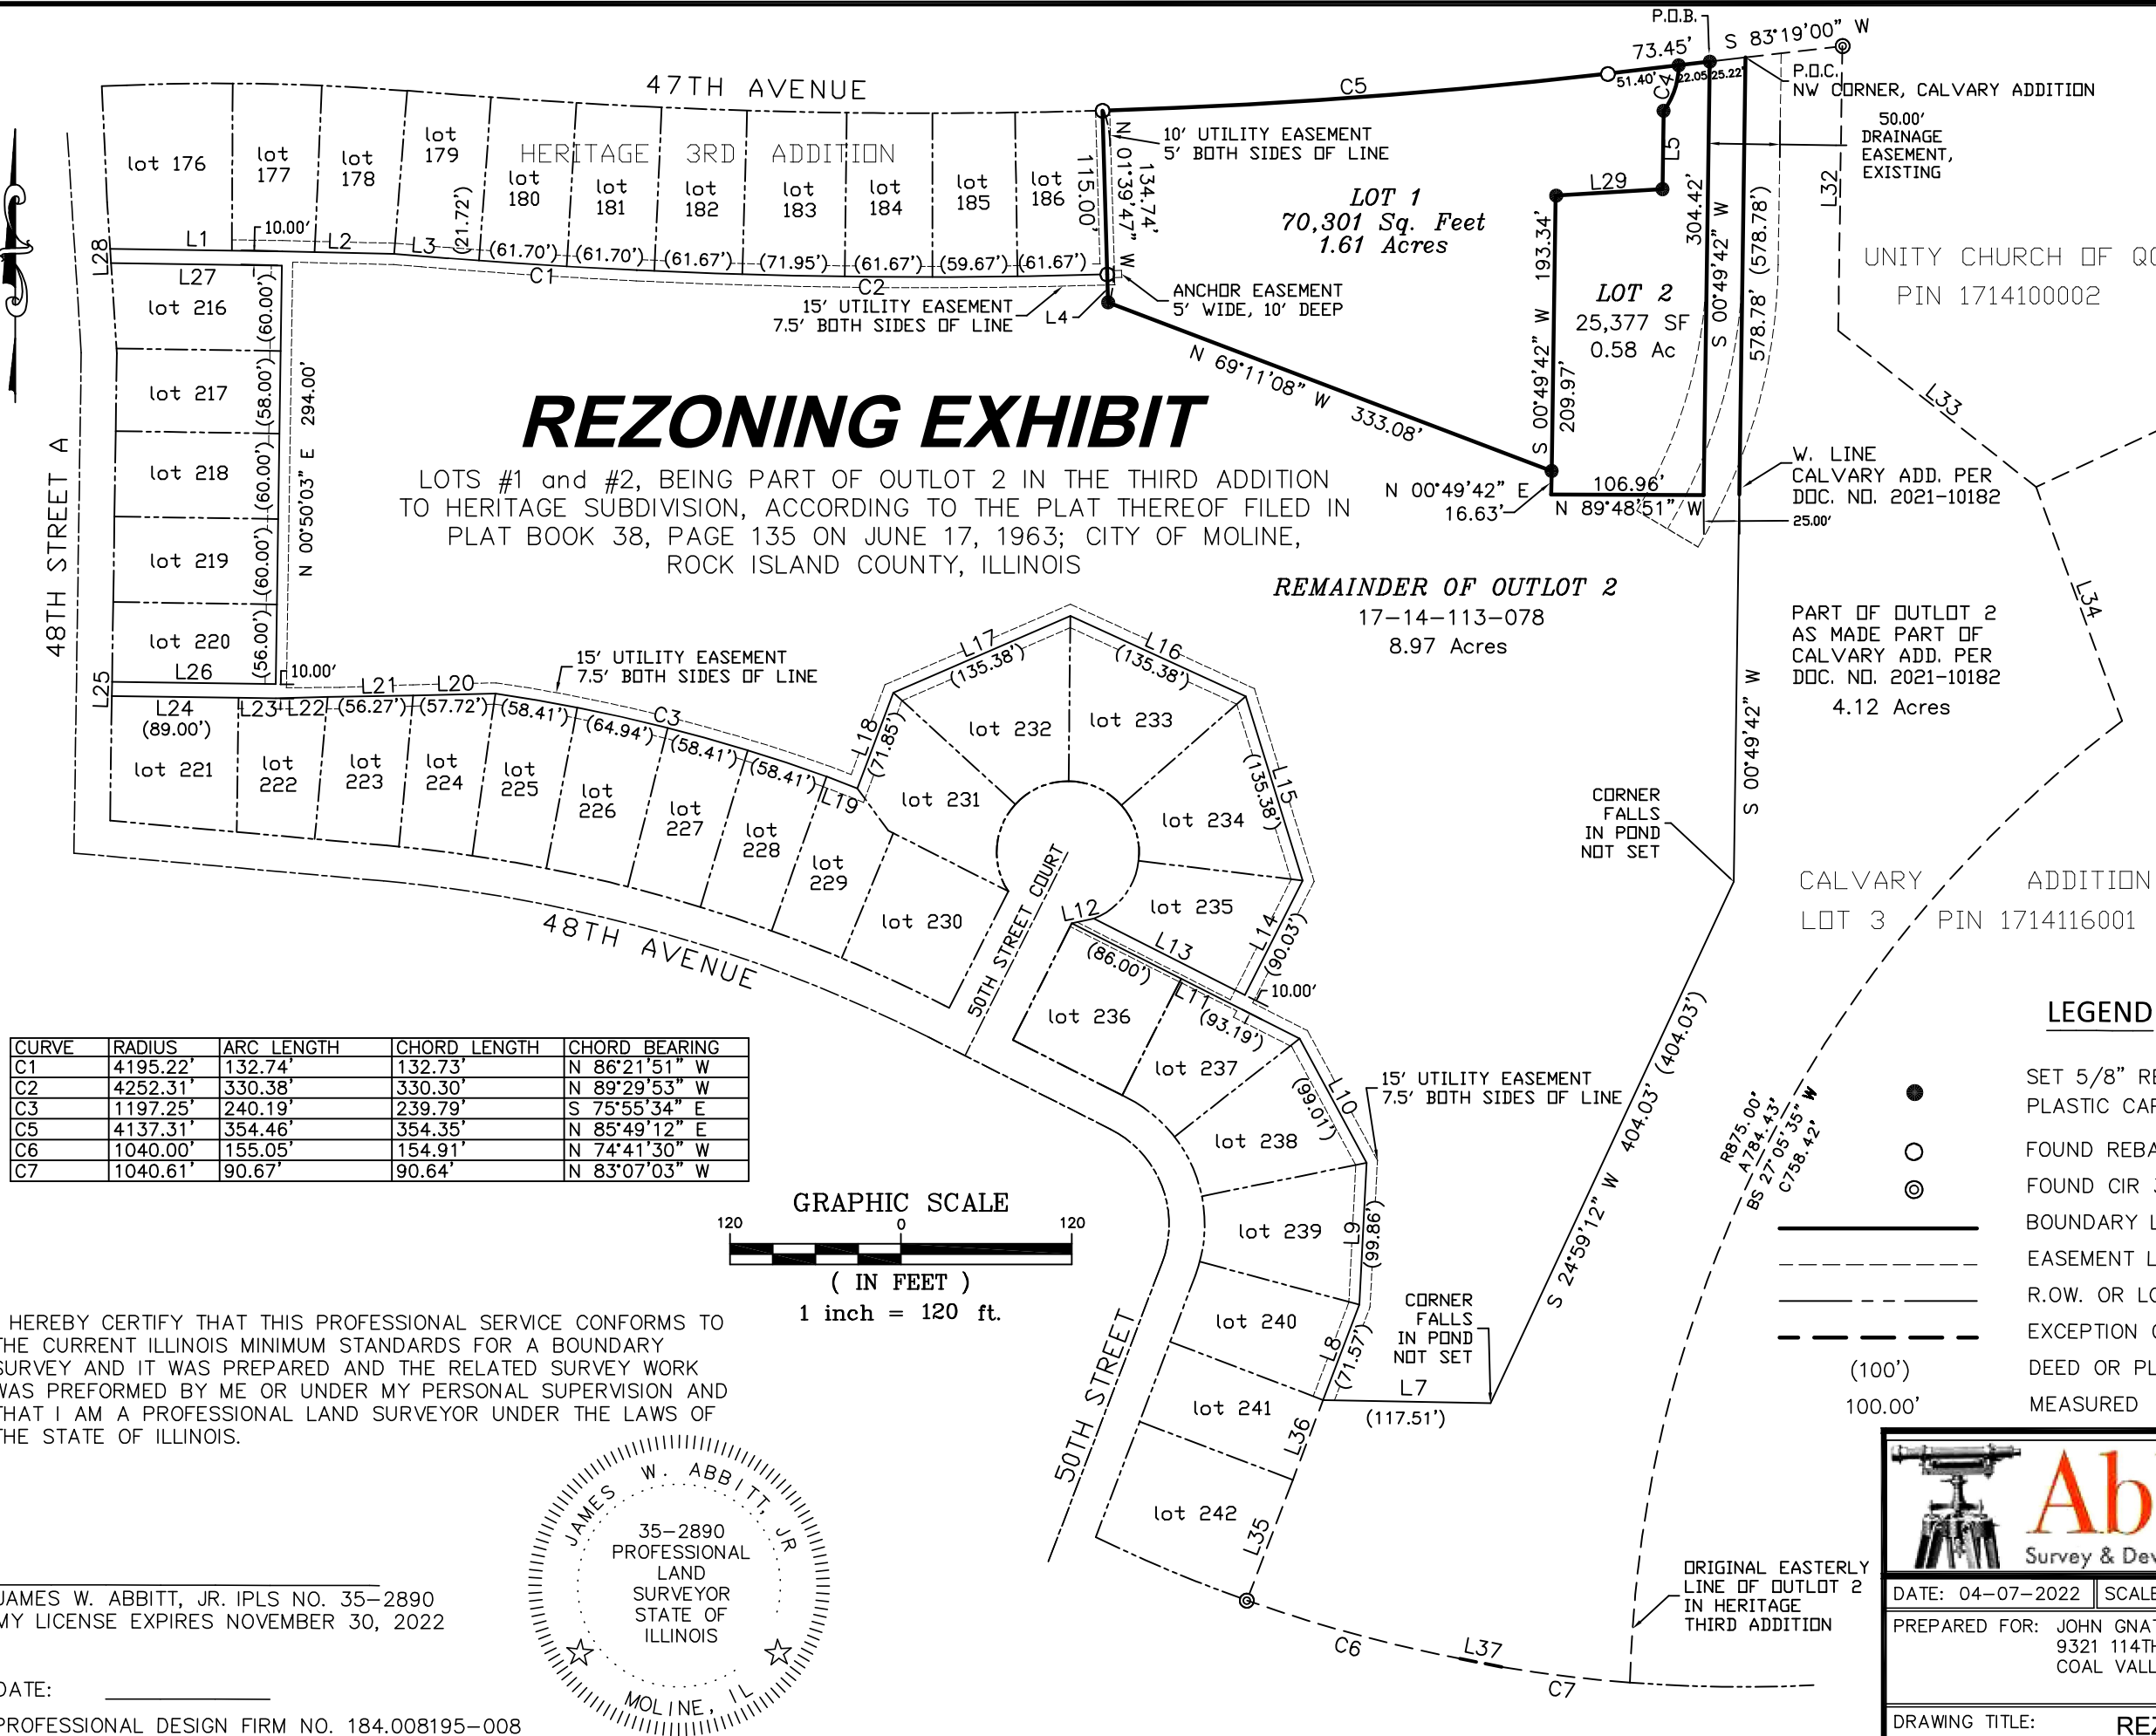 P.O.B.
S 83°19'00" W
73.45'
51.40'
22.05'
25.22'
C4
C5
P.O.C.
NW CORNER, CALVARY ADDITION
50.00'
DRAINAGE
EASEMENT,
EXISTING
47TH AVENUE
HERITAGE 3RD ADDITION
lot 176
lot
177
lot
178
lot
179
lot
180
lot
181
lot
182
lot
183
lot
184
lot
185
lot
186
10' UTILITY EASEMENT
5' BOTH SIDES OF LINE
N 01°39'47" W
134.74'
115.00'
LOT 1
70,301 Sq. Feet
1.61 Acres
L29
L5
L32
UNITY CHURCH OF QC
PIN 1714100002
L28
L1
10.00'
L2
L3
(21.72')
(61.70')
(61.70')
(61.67')
(71.95')
(61.67')
(59.67')
(61.67')
C1
C2
L4
15' UTILITY EASEMENT
7.5' BOTH SIDES OF LINE
ANCHOR EASEMENT
5' WIDE, 10' DEEP
193.34'
S 00°49'42" W
209.97'
LOT 2
25,377 SF
0.58 Ac
304.42'
S 00°49'42" W
578.78' (578.78')
L27
lot 216
(60.00')
lot 217
(58.00')
lot 218
(60.00')
lot 219
(60.00')
lot 220
(56.00')
N 00°50'03" E 294.00'
48TH STREET A
N 69°11'08" W 333.08'
REZONING EXHIBIT
LOTS #1 and #2, BEING PART OF OUTLOT 2 IN THE THIRD ADDITION
TO HERITAGE SUBDIVISION, ACCORDING TO THE PLAT THEREOF FILED IN
PLAT BOOK 38, PAGE 135 ON JUNE 17, 1963; CITY OF MOLINE,
ROCK ISLAND COUNTY, ILLINOIS
N 00°49'42" E
16.63'
106.96'
N 89°48'51" W
25.00'
W. LINE
CALVARY ADD. PER
DOC. NO. 2021-10182
L33
L34
REMAINDER OF OUTLOT 2
17-14-113-078
8.97 Acres
PART OF OUTLOT 2
AS MADE PART OF
CALVARY ADD. PER
DOC. NO. 2021-10182
4.12 Acres
S 00°49'42" W
L25
L26
10.00'
15' UTILITY EASEMENT
7.5' BOTH SIDES OF LINE
L24
(89.00')
L23
L22
L21
(56.27')
L20
(57.72')
(58.41')
(64.94')
C3
(58.41')
(58.41')
L19
L18
(71.85')
L17
(135.38')
L16
(135.38')
L15
(135.38')
lot 221
lot
222
lot
223
lot
224
lot
225
lot
226
lot
227
lot
228
lot
229
lot 230
lot 231
lot 232
lot 233
lot 234
lot 235
48TH AVENUE
50TH STREET COURT
L12
L13
L14
(90.03')
(86.00')
L11
10.00'
(93.19')
lot 236
lot 237
lot 238
lot 239
lot 240
lot 241
lot 242
L10
(99.01')
15' UTILITY EASEMENT
7.5' BOTH SIDES OF LINE
L9
(99.86')
L8
(71.57')
L7
(117.51')
L36
L35
50TH STREET
CORNER
FALLS
IN POND
NOT SET
CORNER
FALLS
IN POND
NOT SET
S 24°59'12" W 404.03' (404.03')
CALVARY ADDITION
LOT 3 PIN 1714116001
R875.00"
A784.43'
BS 27°05'35" W
C758.42'
CURVE RADIUS ARC LENGTH CHORD LENGTH CHORD BEARING
C1 4195.22' 132.74' 132.73' N 86°21'51" W
C2 4252.31' 330.38' 330.30' N 89°29'53" W
C3 1197.25' 240.19' 239.79' S 75°55'34" E
C5 4137.31' 354.46' 354.35' N 85°49'12" E
C6 1040.00' 155.05' 154.91' N 74°41'30" W
C7 1040.61' 90.67' 90.64' N 83°07'03" W
GRAPHIC SCALE
120 0 120
( IN FEET )
1 inch = 120 ft.
LEGEND
SET 5/8" RE
PLASTIC CAP
FOUND REBA
FOUND CIR
BOUNDARY L
EASEMENT L
R.OW. OR LO
EXCEPTION
(100') DEED OR PL
100.00' MEASURED
HEREBY CERTIFY THAT THIS PROFESSIONAL SERVICE CONFORMS TO
THE CURRENT ILLINOIS MINIMUM STANDARDS FOR A BOUNDARY
SURVEY AND IT WAS PREPARED AND THE RELATED SURVEY WORK
WAS PREFORMED BY ME OR UNDER MY PERSONAL SUPERVISION AND
THAT I AM A PROFESSIONAL LAND SURVEYOR UNDER THE LAWS OF
THE STATE OF ILLINOIS.
JAMES W. ABBITT, JR. IPLS NO. 35-2890
MY LICENSE EXPIRES NOVEMBER 30, 2022
DATE:
PROFESSIONAL DESIGN FIRM NO. 184.008195-008
JAMES W. ABBITT, JR
35-2890
PROFESSIONAL
LAND
SURVEYOR
STATE OF
ILLINOIS
MOLINE, IL
C6
L37
C7
ORIGINAL EASTERLY
LINE OF OUTLOT 2
IN HERITAGE
THIRD ADDITION
Ab
Survey & Dev
DATE: 04-07-2022 SCALE
PREPARED FOR: JOHN GNAT
9321 114TH
COAL VALL
DRAWING TITLE: REZ